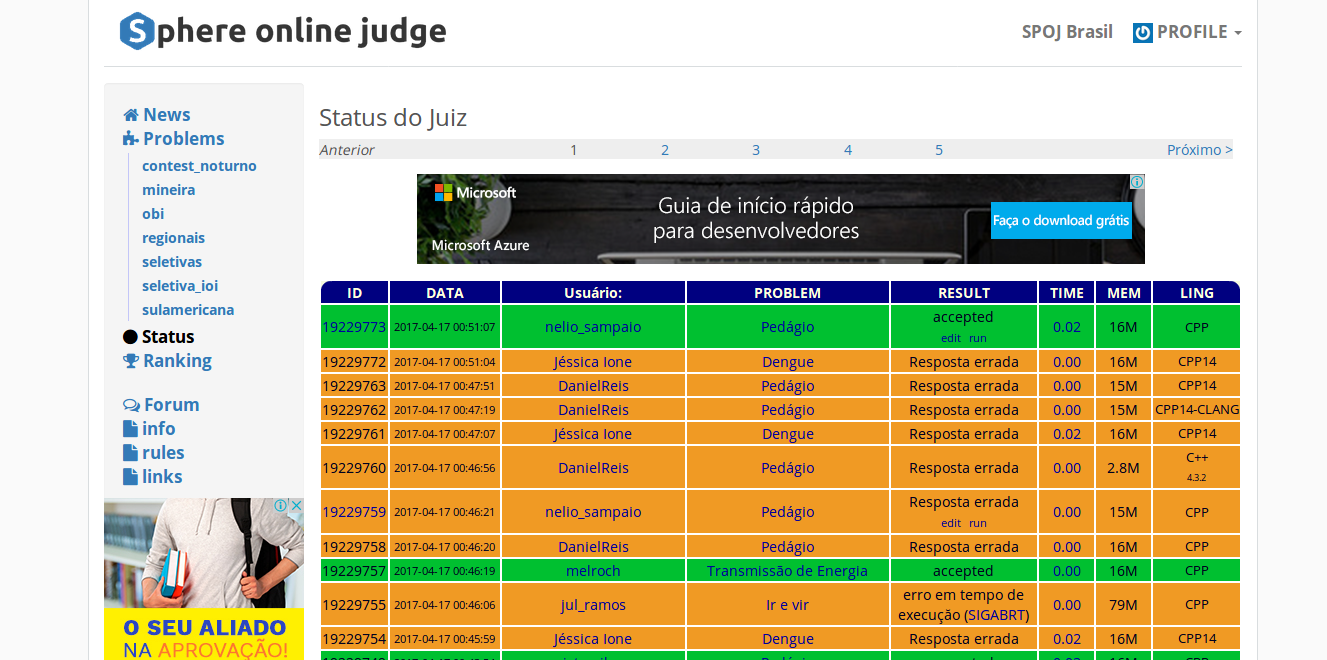 Sphere online judge
SPOJ Brasil PROFILE
News
Problems
contest_noturno
mineira
obi
regionais
seletivas
seletiva_ioi
sulamericana
Status
Ranking
Forum
info
rules
links
O SEU ALIADO
NA APROVAÇÃO!
Status do Juiz
Anterior 1 2 3 4 5 Próximo >
Microsoft
Guia de início rápido
para desenvolvedores
Faça o download grátis
Microsoft Azure
ID DATA Usuário: PROBLEM RESULT TIME MEM LING
19229773 2017-04-17 00:51:07 nelio_sampaio Pedágio accepted edit run 0.02 16M CPP
19229772 2017-04-17 00:51:04 Jéssica Ione Dengue Resposta errada 0.00 16M CPP14
19229763 2017-04-17 00:47:51 DanielReis Pedágio Resposta errada 0.00 15M CPP14
19229762 2017-04-17 00:47:19 DanielReis Pedágio Resposta errada 0.00 15M CPP14-CLANG
19229761 2017-04-17 00:47:07 Jéssica Ione Dengue Resposta errada 0.02 16M CPP14
19229760 2017-04-17 00:46:56 DanielReis Pedágio Resposta errada 0.00 2.8M C++ 4.3.2
19229759 2017-04-17 00:46:21 nelio_sampaio Pedágio Resposta errada edit run 0.00 15M CPP
19229758 2017-04-17 00:46:20 DanielReis Pedágio Resposta errada 0.00 16M CPP
19229757 2017-04-17 00:46:19 melroch Transmissão de Energia accepted 0.00 16M CPP
19229755 2017-04-17 00:46:06 jul_ramos Ir e vir erro em tempo de execução (SIGABRT) 0.00 79M CPP
19229754 2017-04-17 00:45:59 Jéssica Ione Dengue Resposta errada 0.02 16M CPP14